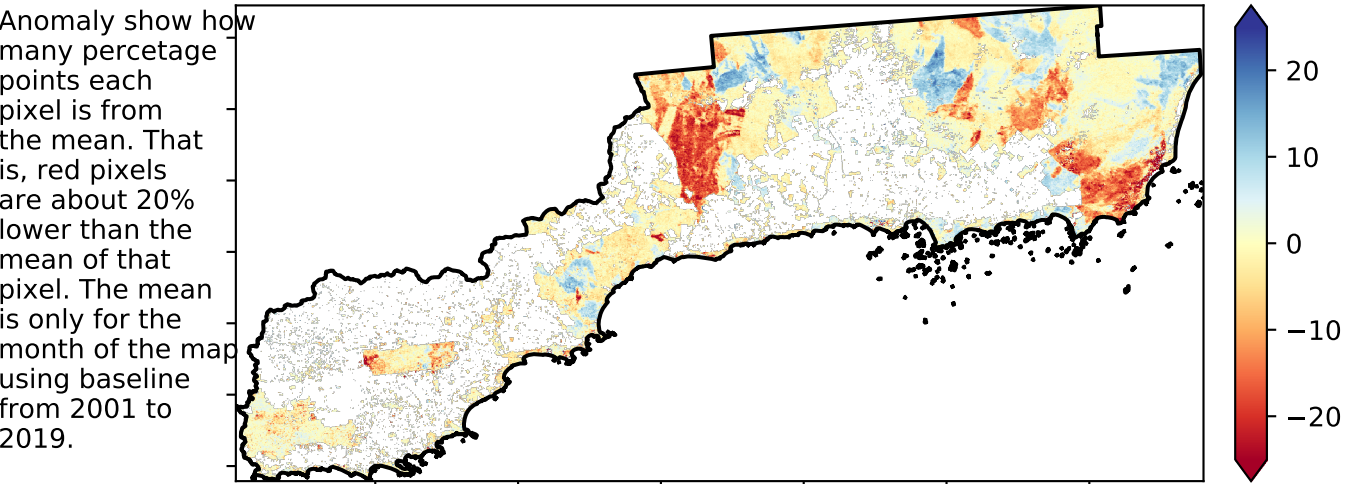 Anomaly show how
many percetage
points each
pixel is from
the mean. That
is, red pixels
are about 20%
lower than the
mean of that
pixel. The mean
is only for the
month of the map
using baseline
from 2001 to
2019.
20
10
0
−10
−20